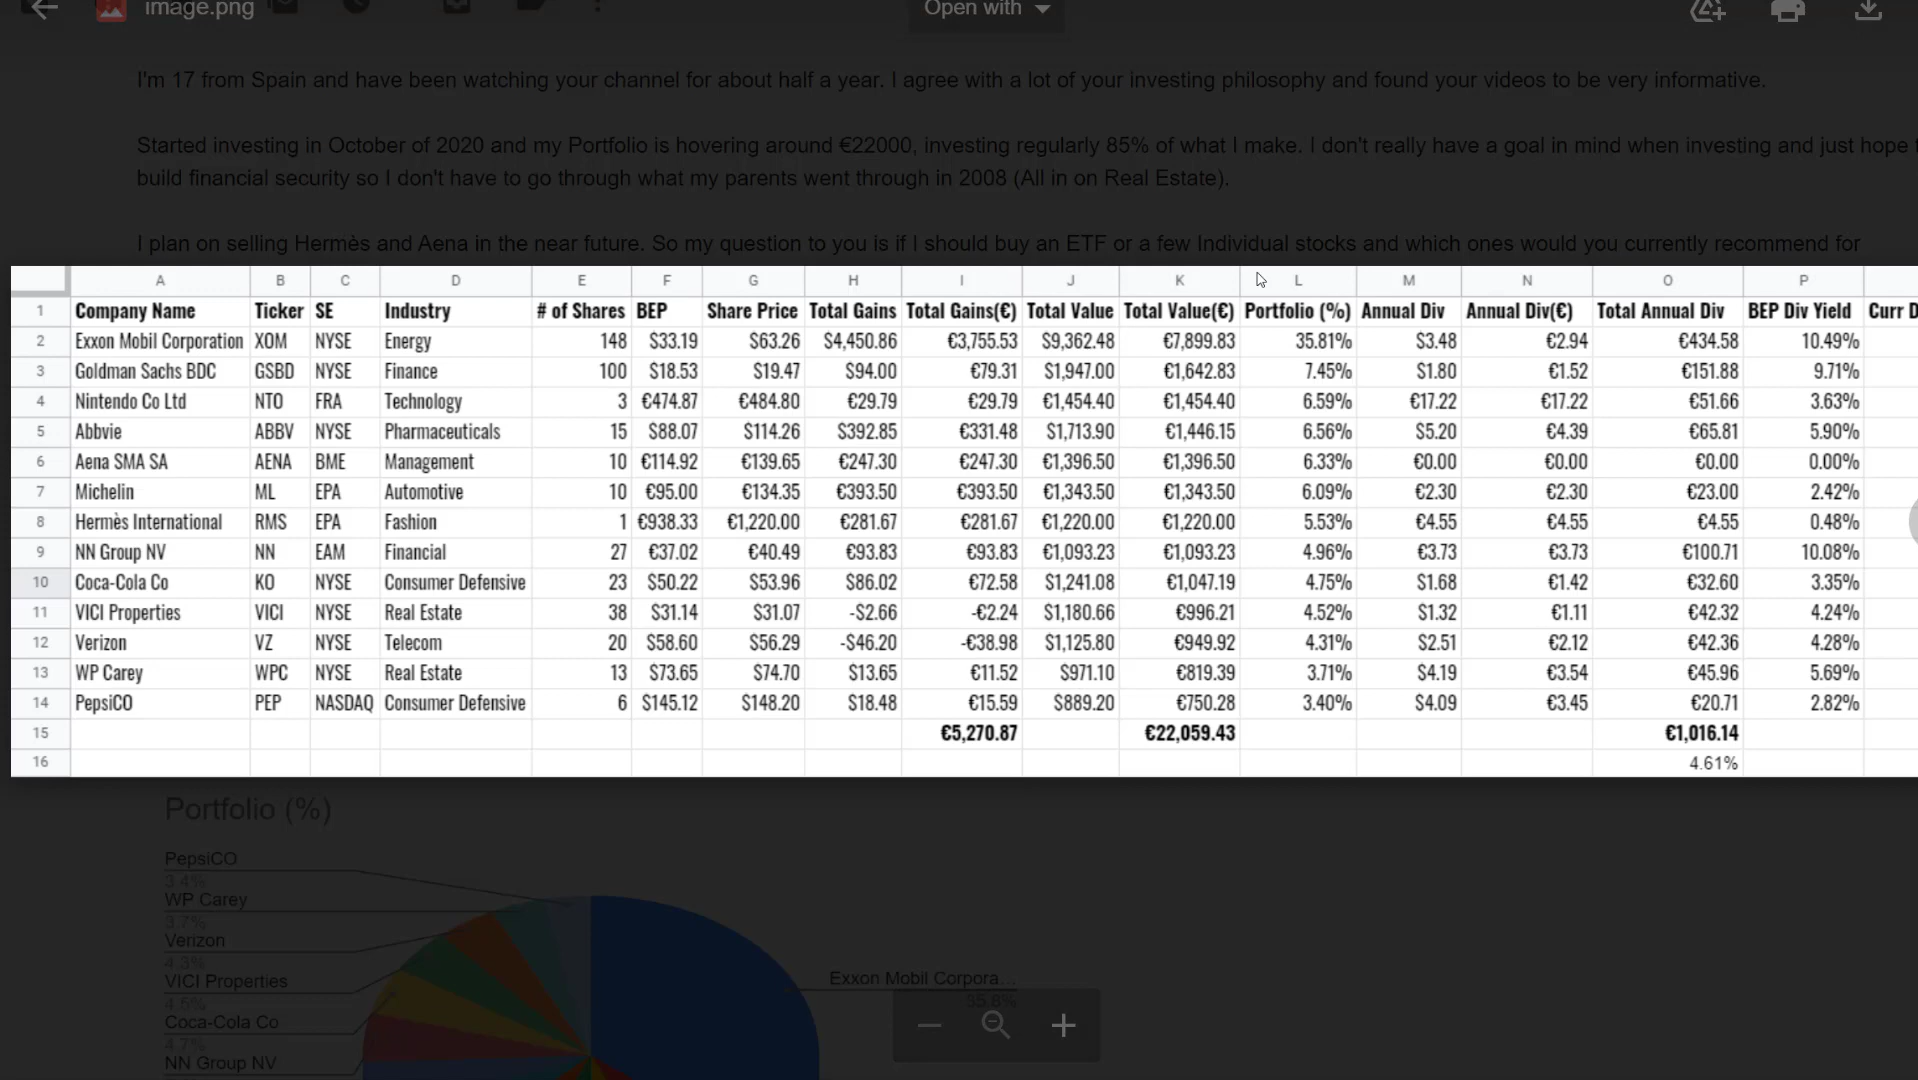 image.png
Open with
I'm 17 from Spain and have been watching your channel for about half a year. I agree with a lot of your investing philosophy and found your videos to be very informative.
Started investing in October of 2020 and my Portfolio is hovering around €22000, investing regularly 85% of what I make. I don't really have a goal in mind when investing and just hope
build financial security so I don't have to go through what my parents went through in 2008 (All in on Real Estate).
I plan on selling Hermès and Aena in the near future. So my question to you is if I should buy an ETF or a few Individual stocks and which ones would you currently recommend for
A B C D E F G H I J K L M N O P
1 Company Name Ticker SE Industry # of Shares BEP Share Price Total Gains Total Gains(€) Total Value Total Value(€) Portfolio (%) Annual Div Annual Div(€) Total Annual Div BEP Div Yield Curr D
2 Exxon Mobil Corporation XOM NYSE Energy 148 $33.19 $63.26 $4,450.86 €3,755.53 $9,362.48 €7,899.83 35.81% $3.48 €2.94 €434.58 10.49%
3 Goldman Sachs BDC GSBD NYSE Finance 100 $18.53 $19.47 $94.00 €79.31 $1,947.00 €1,642.83 7.45% $1.80 €1.52 €151.88 9.71%
4 Nintendo Co Ltd NTO FRA Technology 3 €474.87 €484.80 €29.79 €29.79 €1,454.40 €1,454.40 6.59% €17.22 €17.22 €51.66 3.63%
5 Abbvie ABBV NYSE Pharmaceuticals 15 $88.07 $114.26 $392.85 €331.48 $1,713.90 €1,446.15 6.56% $5.20 €4.39 €65.81 5.90%
6 Aena SMA SA AENA BME Management 10 €114.92 €139.65 €247.30 €247.30 €1,396.50 €1,396.50 6.33% €0.00 €0.00 €0.00 0.00%
7 Michelin ML EPA Automotive 10 €95.00 €134.35 €393.50 €393.50 €1,343.50 €1,343.50 6.09% €2.30 €2.30 €23.00 2.42%
8 Hermès International RMS EPA Fashion 1 €938.33 €1,220.00 €281.67 €281.67 €1,220.00 €1,220.00 5.53% €4.55 €4.55 €4.55 0.48%
9 NN Group NV NN EAM Financial 27 €37.02 €40.49 €93.83 €93.83 €1,093.23 €1,093.23 4.96% €3.73 €3.73 €100.71 10.08%
10 Coca-Cola Co KO NYSE Consumer Defensive 23 $50.22 $53.96 $86.02 €72.58 $1,241.08 €1,047.19 4.75% $1.68 €1.42 €32.60 3.35%
11 VICI Properties VICI NYSE Real Estate 38 $31.14 $31.07 -$2.66 -€2.24 $1,180.66 €996.21 4.52% $1.32 €1.11 €42.32 4.24%
12 Verizon VZ NYSE Telecom 20 $58.60 $56.29 -$46.20 -€38.98 $1,125.80 €949.92 4.31% $2.51 €2.12 €42.36 4.28%
13 WP Carey WPC NYSE Real Estate 13 $73.65 $74.70 $13.65 €11.52 $971.10 €819.39 3.71% $4.19 €3.54 €45.96 5.69%
14 PepsiCO PEP NASDAQ Consumer Defensive 6 $145.12 $148.20 $18.48 €15.59 $889.20 €750.28 3.40% $4.09 €3.45 €20.71 2.82%
15 €5,270.87 €22,059.43 €1,016.14
16 4.61%
Portfolio (%)
PepsiCO
3.4%
WP Carey
3.7%
Verizon
4.3%
VICI Properties
4.5%
Coca-Cola Co
4.7%
NN Group NV
Exxon Mobil Corpora...
35.8%